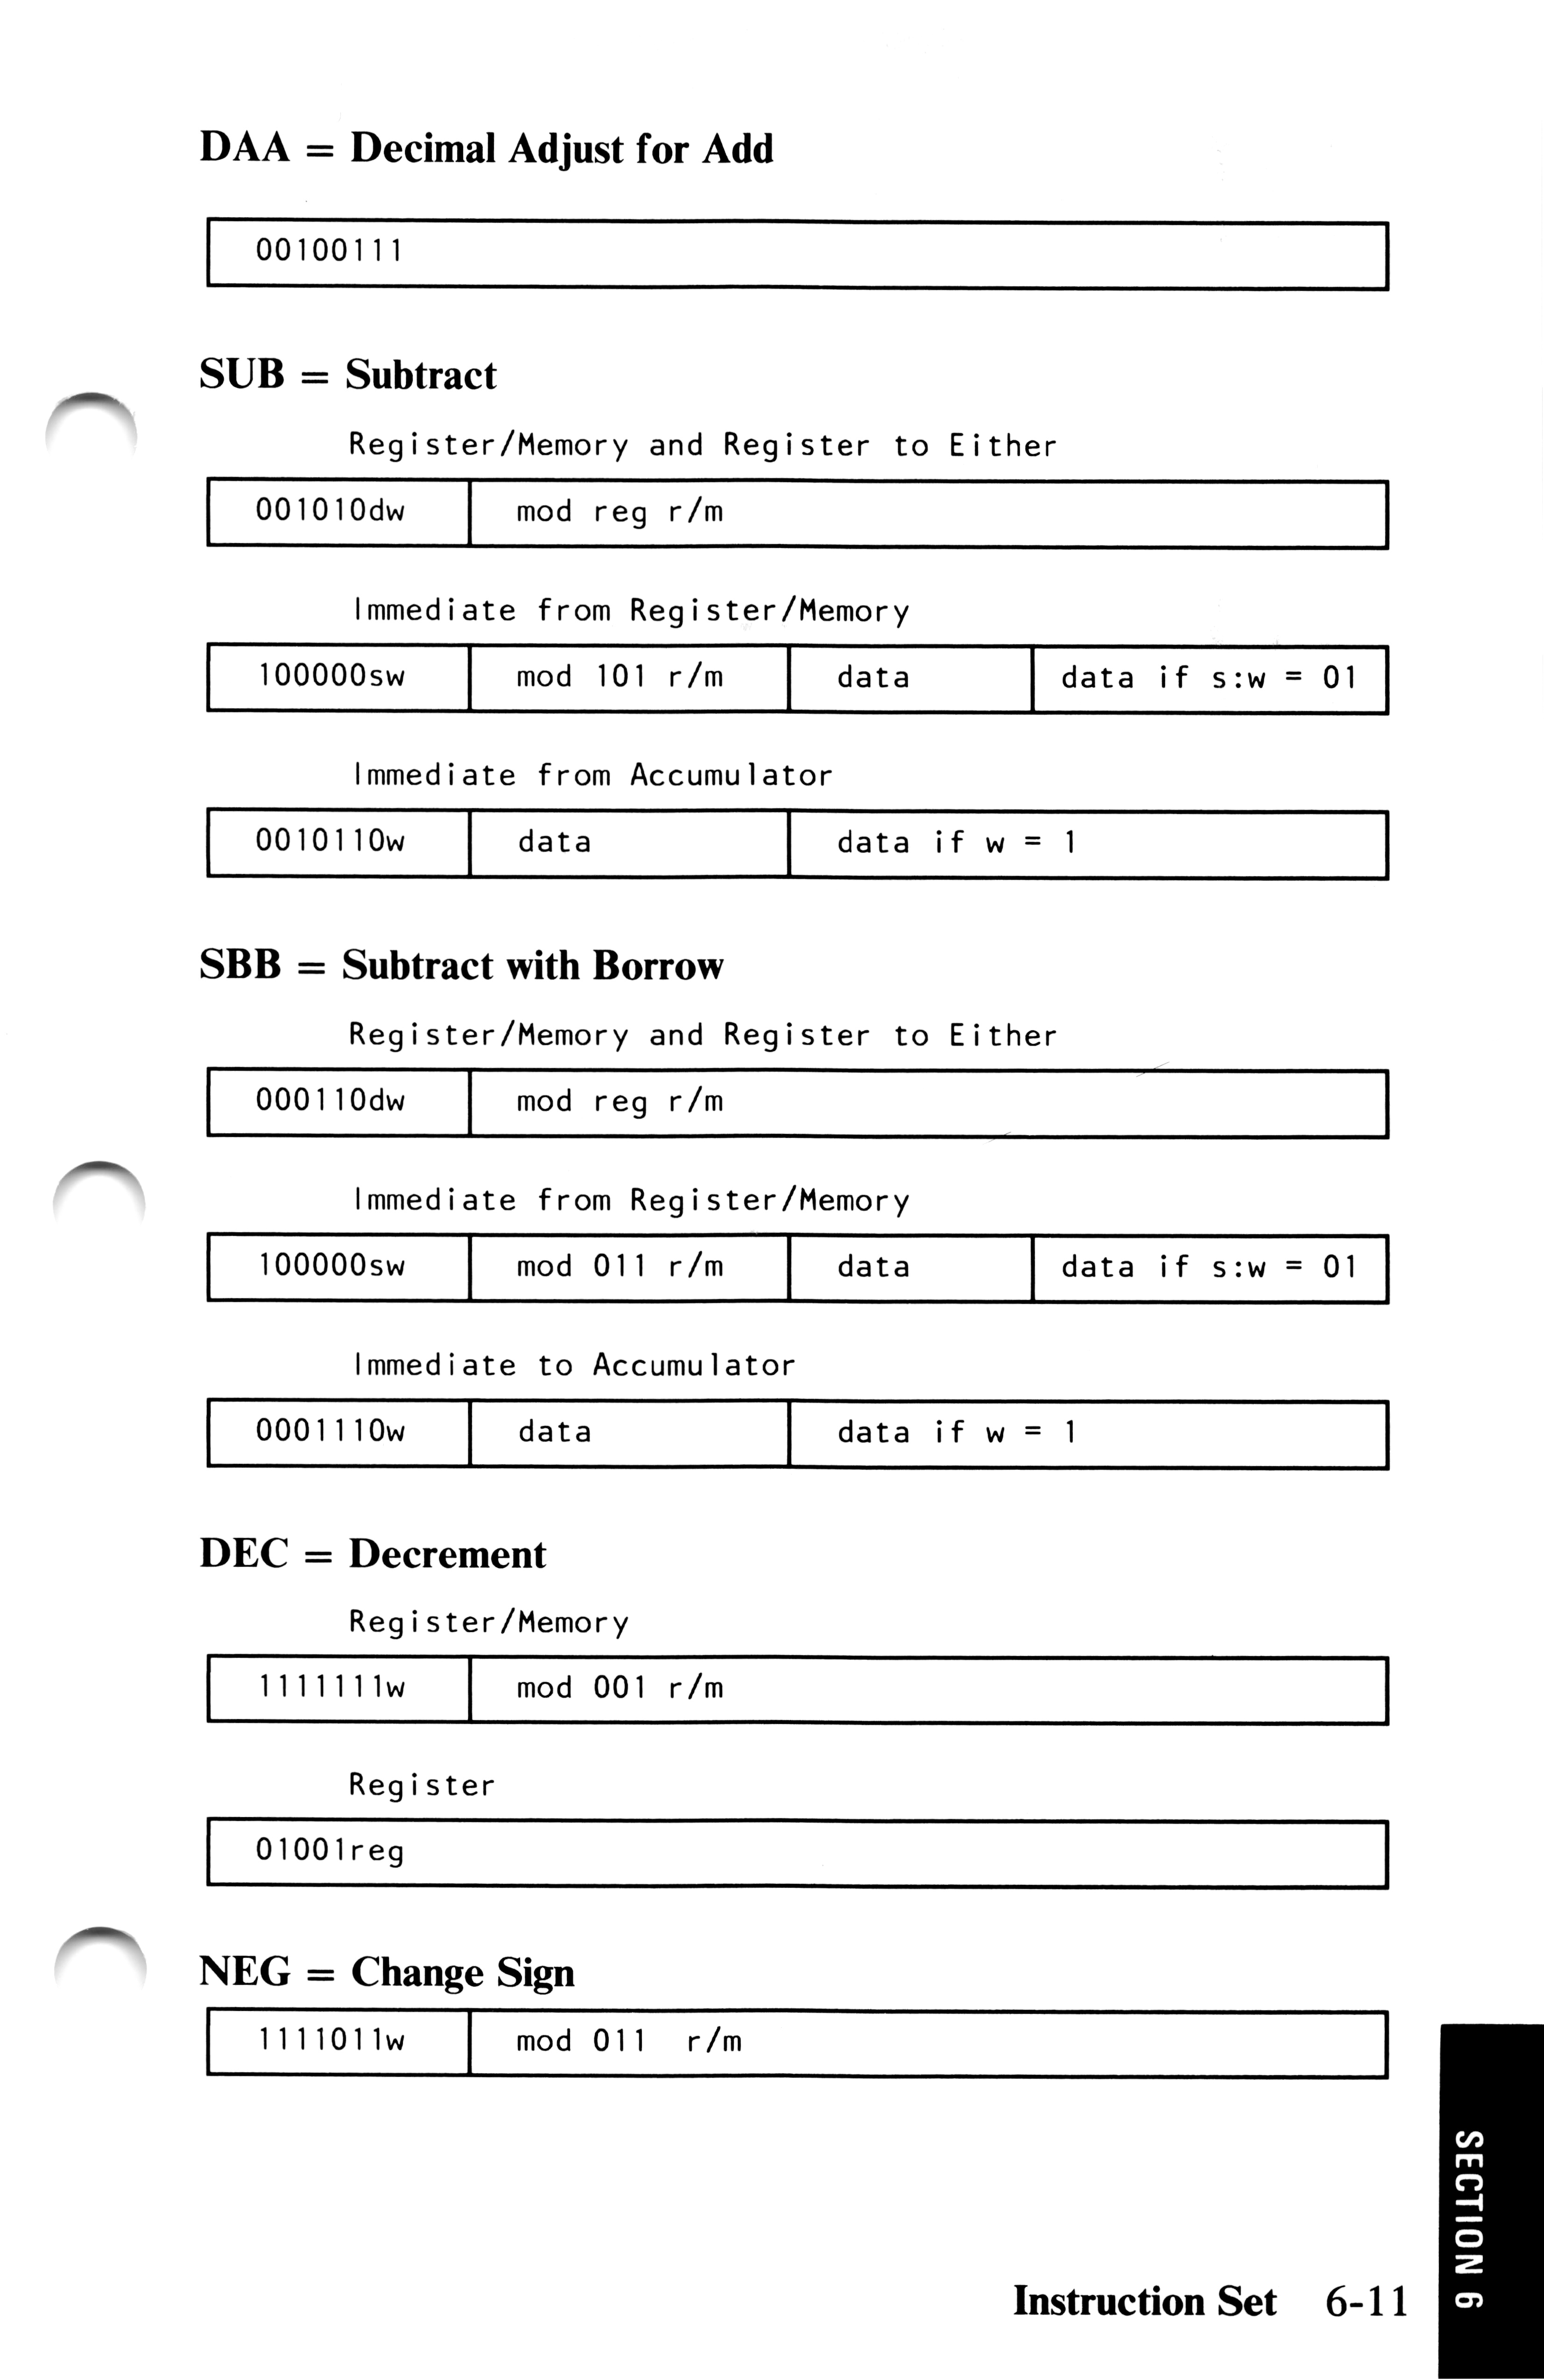 DAA = Decimal Adjust for Add
00100111
SUB = Subtract
Register/Memory and Register to Either
001010dw mod reg r/m
Immediate from Register/Memory
100000sw mod 101 r/m data data if s:w = 01
Immediate from Accumulator
0010110w data data if w = 1
SBB = Subtract with Borrow
Register/Memory and Register to Either
000110dw mod reg r/m
Immediate from Register/Memory
100000sw mod 011 r/m data data if s:w = 01
Immediate to Accumulator
0001110w data data if w = 1
DEC = Decrement
Register/Memory
1111111w mod 001 r/m
Register
01001reg
NEG = Change Sign
1111011w mod 011 r/m
SECTION 6
Instruction Set 6-11